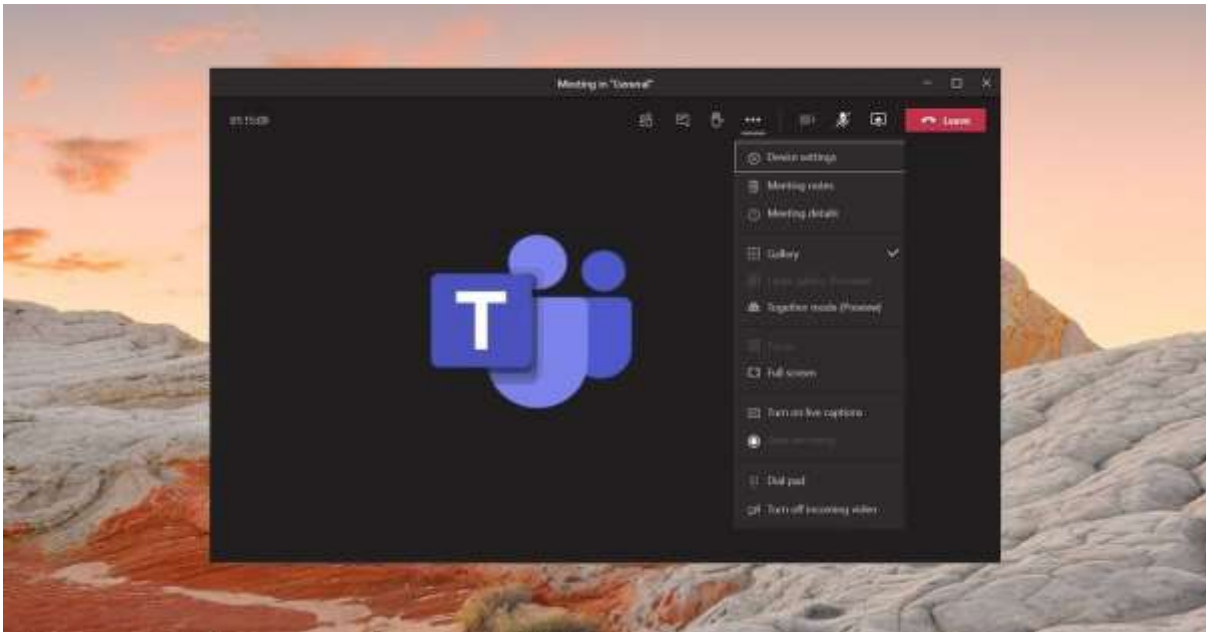 Meeting in "General"
Leave
Device settings
Meeting notes
Meeting details
Gallery
Together mode (Preview)
Full screen
T
Turn on live captions
Dial pad
Turn off incoming video